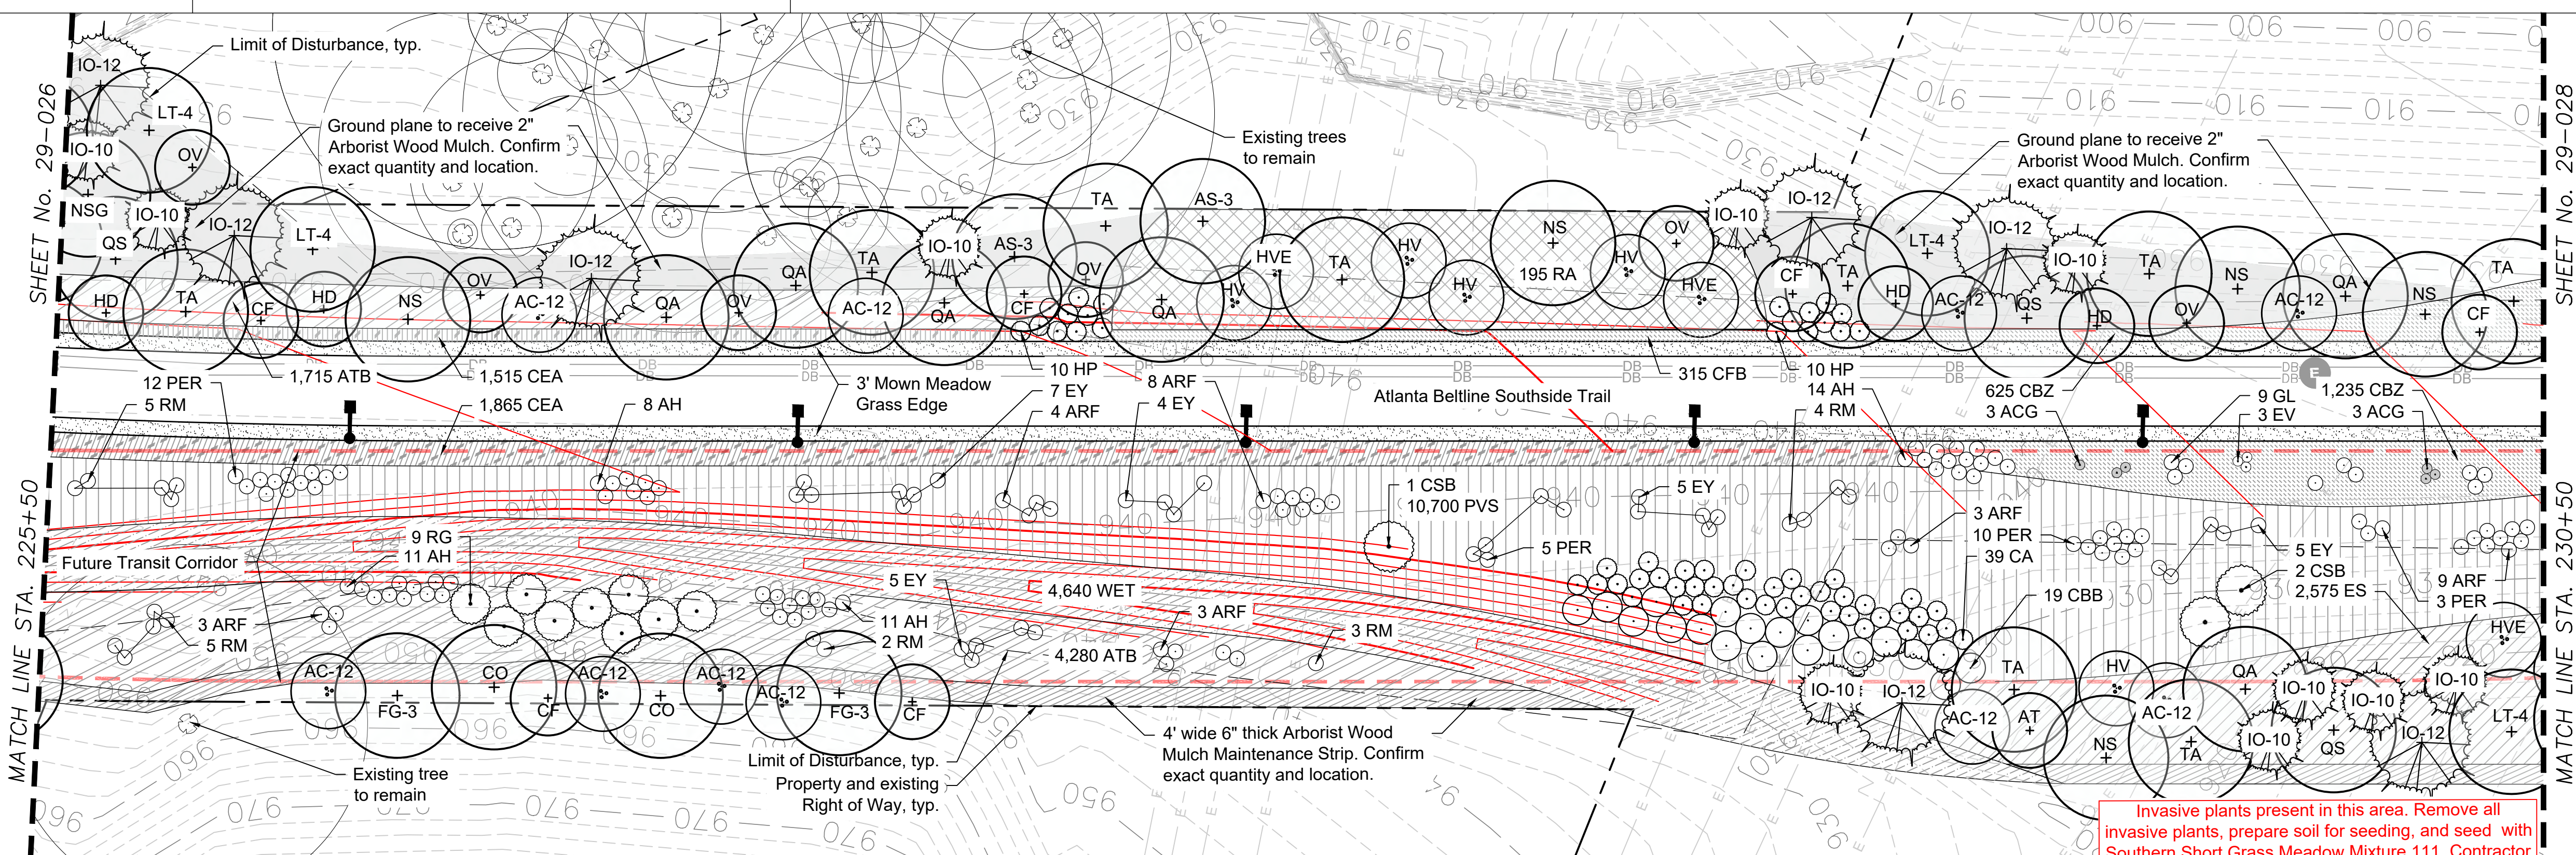 Limit of Disturbance, typ.
IO-12
LT-4
IO-10
OV
Ground plane to receive 2"
Arborist Wood Mulch. Confirm
exact quantity and location.
Existing trees
to remain
Ground plane to receive 2"
Arborist Wood Mulch. Confirm
exact quantity and location.
SHEET No. 29-026
SHEET No. 29-028
NSG
IO-10
QS
IO-12
LT-4
HD
TA
CF
HD
NS
OV
AC-12
IO-12
QA
OV
QA
TA
AC-12
IO-10
QA
AS-3
CF
OV
TA
QA
AS-3
HV
HVE
TA
HV
HV
NS
195 RA
HV
OV
HVE
IO-10
IO-12
CF
TA
HD
LT-4
AC-12
IO-12
QS
IO-10
HD
TA
OV
NS
AC-12
QA
NS
TA
CF
12 PER
5 RM
1,715 ATB
1,515 CEA
1,865 CEA
8 AH
3' Mown Meadow
Grass Edge
10 HP
7 EY
4 ARF
8 ARF
4 EY
Atlanta Beltline Southside Trail
315 CFB
10 HP
14 AH
4 RM
625 CBZ
3 ACG
E
9 GL
3 EV
1,235 CBZ
3 ACG
1 CSB
10,700 PVS
5 EY
5 PER
3 ARF
10 PER
39 CA
19 CBB
5 EY
2 CSB
2,575 ES
9 ARF
3 PER
Future Transit Corridor
9 RG
11 AH
3 ARF
5 RM
5 EY
11 AH
2 RM
4,640 WET
3 ARF
4,280 ATB
3 RM
AC-12
FG-3
CO
CF
AC-12
CO
AC-12
AC-12
FG-3
CF
IO-10
IO-12
AC-12
TA
AT
HV
AC-12
NS
TA
QA
IO-10
IO-10
QS
IO-10
IO-12
IO-10
HVE
LT-4
Existing tree
to remain
Limit of Disturbance, typ.
Property and existing
Right of Way, typ.
4' wide 6" thick Arborist Wood
Mulch Maintenance Strip. Confirm
exact quantity and location.
MATCH LINE STA. 225+50
MATCH LINE STA. 230+50
Invasive plants present in this area. Remove all
invasive plants, prepare soil for seeding, and seed with
Southern Short Grass Meadow Mixture 111. Contractor